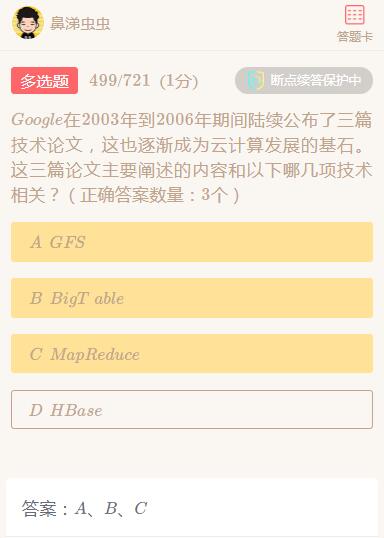 鼻涕虫虫
答题卡
多选题 499/721 (1分)
断点续答保护中
Google在2003年到2006年期间陆续公布了三篇
技术论文，这也逐渐成为云计算发展的基石。
这三篇论文主要阐述的内容和以下哪几项技术
相关？（正确答案数量：3个）
A GFS
B BigT able
C MapReduce
D HBase
答案：A、B、C